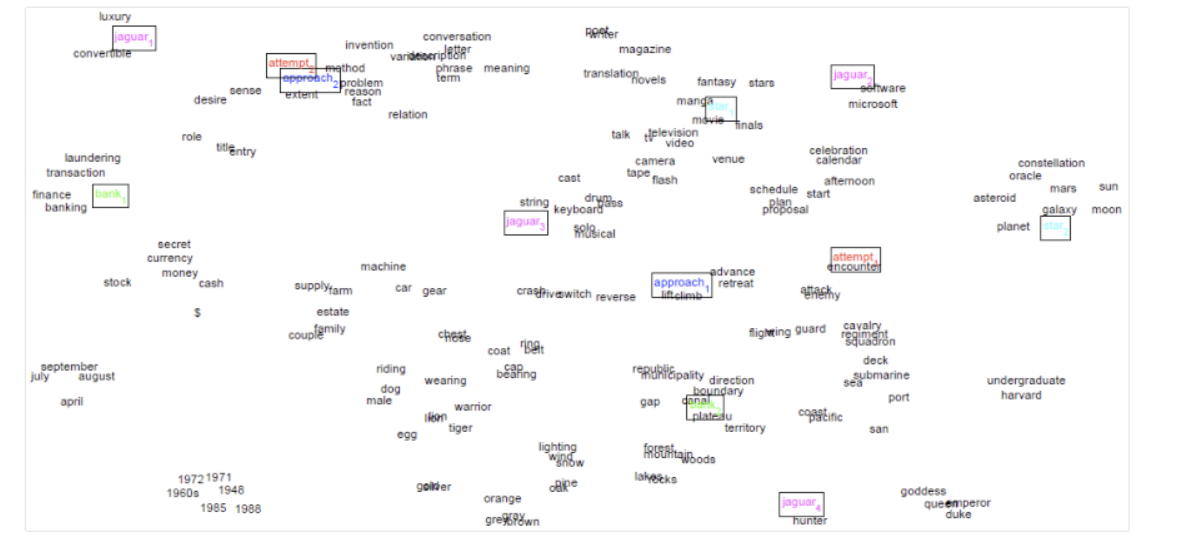 luxury
jaguar1
convertible
poet
writer
conversation
letter
invention
variation
description
magazine
attempt2
method
phrase
meaning
term
approach2
problem
reason
extent
fact
sense
desire
relation
translation
novels
fantasy
stars
jaguar2
software
microsoft
manga
star1
movie
finals
role
title
entry
talk
tv
television
video
celebration
calendar
camera
venue
tape
flash
laundering
transaction
finance
bank1
banking
cast
drum
bass
string
keyboard
jaguar3
solo
musical
afternoon
schedule
start
plan
proposal
constellation
oracle
mars
sun
asteroid
galaxy
moon
planet
star2
secret
currency
money
stock
cash
$
machine
supply
farm
car
gear
crash
drive
switch
reverse
advance
approach1
retreat
lift
climb
attempt1
encounter
attack
enemy
estate
family
couple
chest
nose
ring
coat
belt
flight
wing
guard
cavalry
regiment
squadron
september
july
august
april
riding
cap
bearing
wearing
dog
male
warrior
lion
tiger
egg
republic
municipality
direction
boundary
gap
canal
bank2
plateau
territory
deck
submarine
sea
port
coast
pacific
san
undergraduate
harvard
lighting
wind
snow
forest
mountain
woods
1972
1971
1960s
1948
1985
1988
gold
silver
pine
oak
lakes
rocks
orange
gray
grey
brown
jaguar4
hunter
goddess
queen
emperor
duke